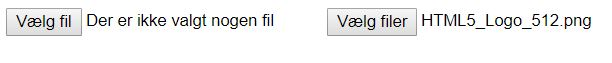 Vælg fil Der er ikke valgt nogen fil Vælg filer HTML5_Logo_512.png